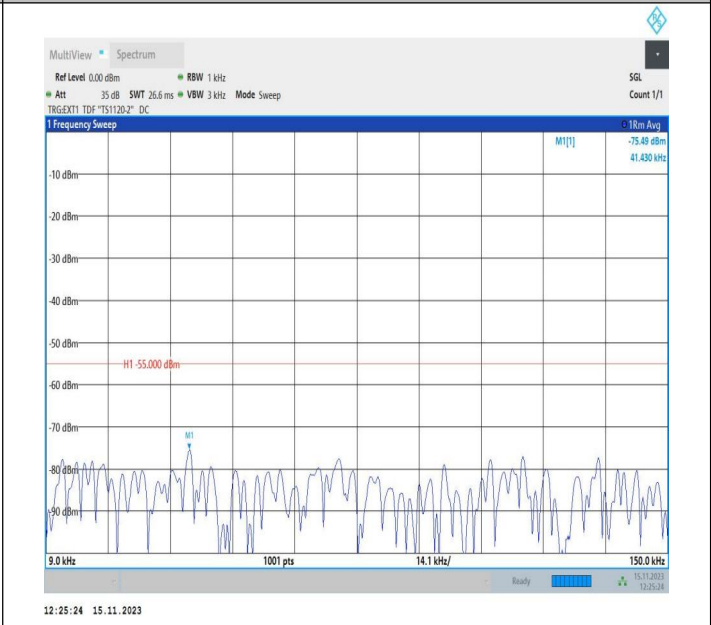 MultiView Spectrum
Ref Level 0.00 dBm RBW 1 kHz SGL
Att 35 dB SWT 26.6 ms VBW 3 kHz Mode Sweep Count 1/1
TRG:EXT1 TDF "TS1120-2" DC
1 Frequency Sweep 1Rm Avg
M1[1] -75.49 dBm
41.430 kHz
-10 dBm
-20 dBm
-30 dBm
-40 dBm
-50 dBm
H1 -55.000 dBm
-60 dBm
-70 dBm
M1
-80 dBm
-90 dBm
9.0 kHz 1001 pts 14.1 kHz/ 150.0 kHz
Ready 15.11.2023
12:25:24
12:25:24 15.11.2023